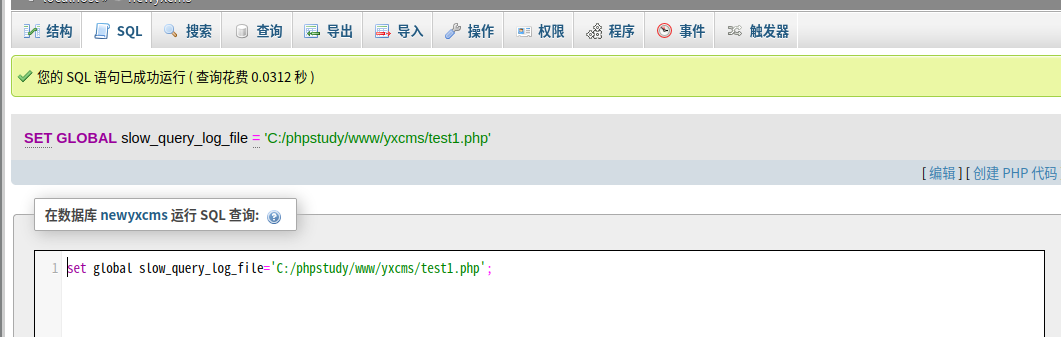 localhost » newyxcms
结构 SQL 搜索 查询 导出 导入 操作 权限 程序 事件 触发器
您的 SQL 语句已成功运行 ( 查询花费 0.0312 秒 )
SET GLOBAL slow_query_log_file = 'C:/phpstudy/www/yxcms/test1.php'
[ 编辑 ] [ 创建 PHP 代码
在数据库 newyxcms 运行 SQL 查询:
1 set global slow_query_log_file='C:/phpstudy/www/yxcms/test1.php';